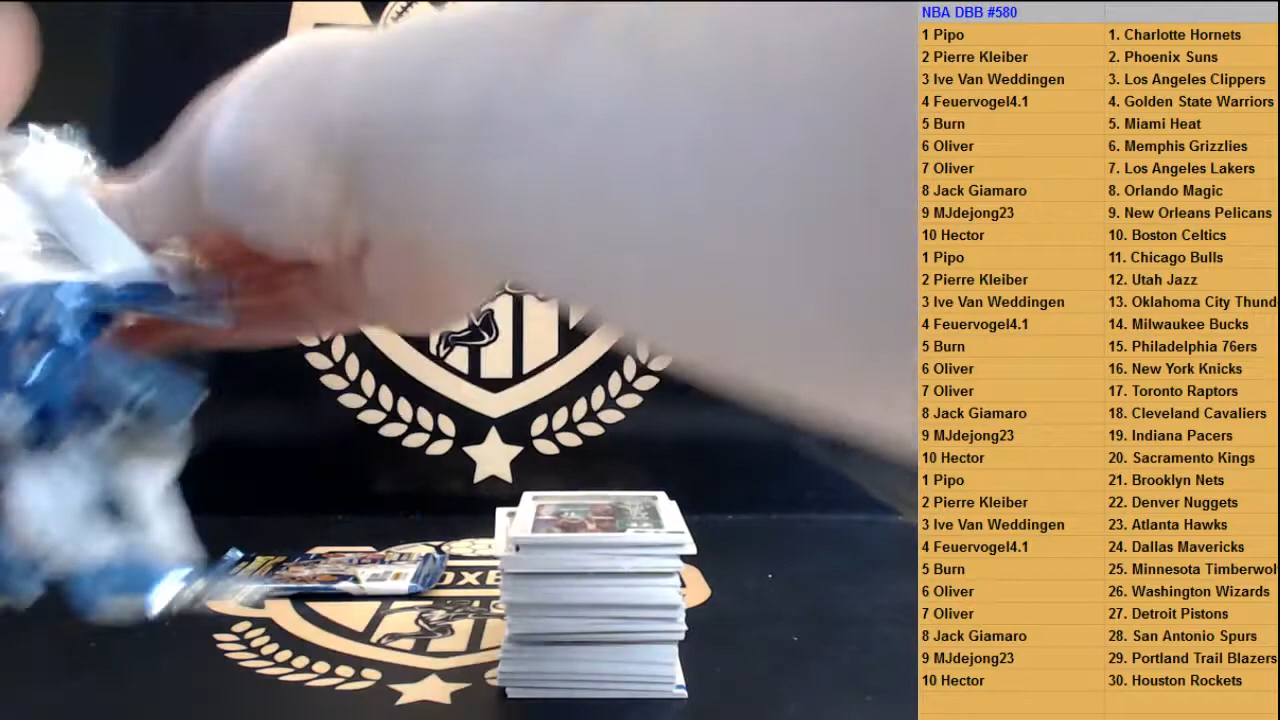 NBA DBB #580
1 Pipo 1. Charlotte Hornets
2 Pierre Kleiber 2. Phoenix Suns
3 Ive Van Weddingen 3. Los Angeles Clippers
4 Feuervogel4.1 4. Golden State Warriors
5 Burn 5. Miami Heat
6 Oliver 6. Memphis Grizzlies
7 Oliver 7. Los Angeles Lakers
8 Jack Giamaro 8. Orlando Magic
9 MJdejong23 9. New Orleans Pelicans
10 Hector 10. Boston Celtics
1 Pipo 11. Chicago Bulls
2 Pierre Kleiber 12. Utah Jazz
3 Ive Van Weddingen 13. Oklahoma City Thund
4 Feuervogel4.1 14. Milwaukee Bucks
5 Burn 15. Philadelphia 76ers
6 Oliver 16. New York Knicks
7 Oliver 17. Toronto Raptors
8 Jack Giamaro 18. Cleveland Cavaliers
9 MJdejong23 19. Indiana Pacers
10 Hector 20. Sacramento Kings
1 Pipo 21. Brooklyn Nets
2 Pierre Kleiber 22. Denver Nuggets
3 Ive Van Weddingen 23. Atlanta Hawks
4 Feuervogel4.1 24. Dallas Mavericks
5 Burn 25. Minnesota Timberwol
6 Oliver 26. Washington Wizards
7 Oliver 27. Detroit Pistons
8 Jack Giamaro 28. San Antonio Spurs
9 MJdejong23 29. Portland Trail Blazers
10 Hector 30. Houston Rockets